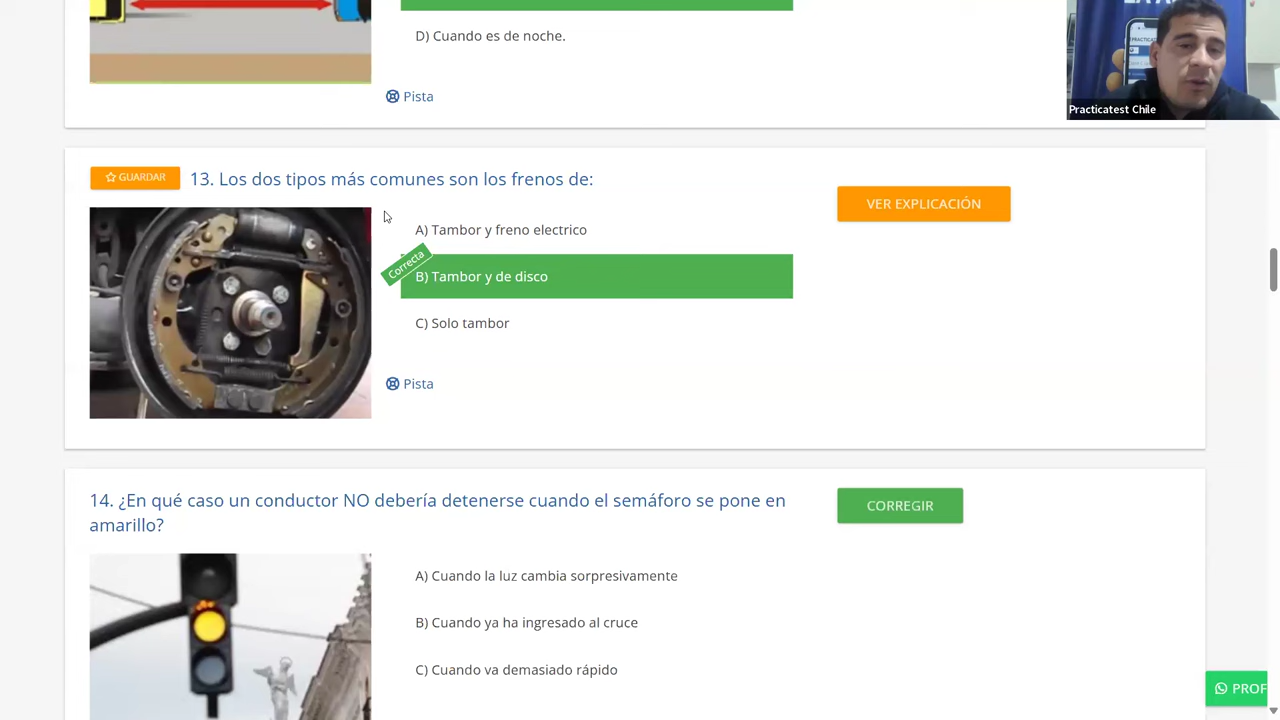 D) Cuando es de noche.
Pista
Practicatest Chile
GUARDAR
13. Los dos tipos más comunes son los frenos de:
VER EXPLICACIÓN
A) Tambor y freno electrico
Correcta
B) Tambor y de disco
C) Solo tambor
Pista
14. ¿En qué caso un conductor NO debería detenerse cuando el semáforo se pone en
amarillo?
CORREGIR
A) Cuando la luz cambia sorpresivamente
B) Cuando ya ha ingresado al cruce
C) Cuando va demasiado rápido
PROF